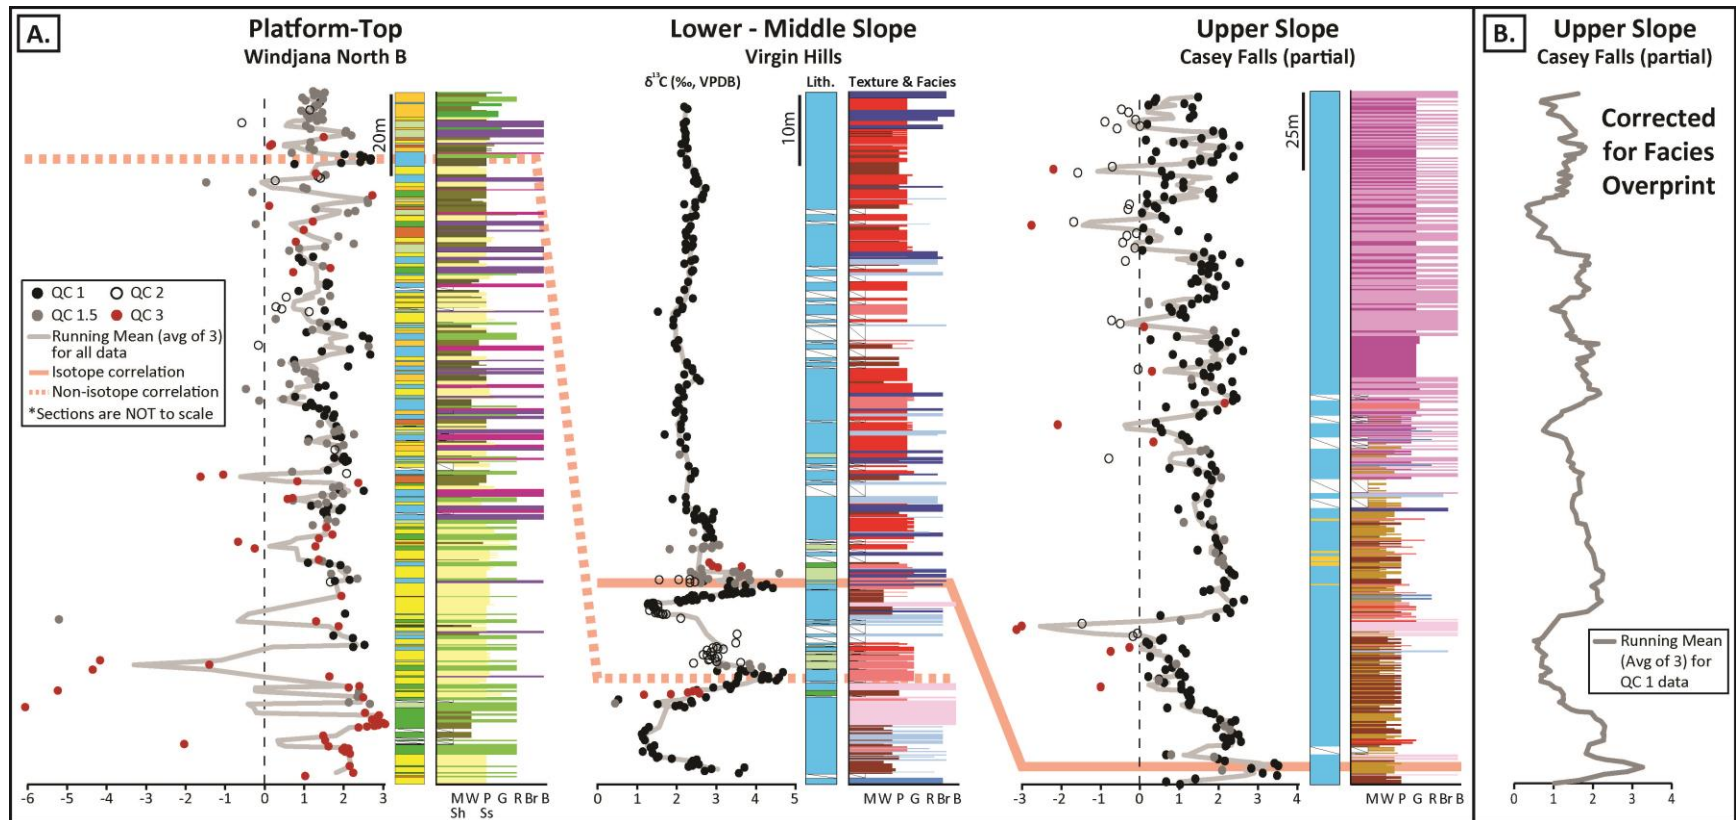 A.
Platform-Top
Windjana North B
Lower - Middle Slope
Virgin Hills
Upper Slope
Casey Falls (partial)
B.
Upper Slope
Casey Falls (partial)
δ¹³C (‰, VPDB)
Lith.
Texture & Facies
20m
10m
25m
Corrected
for Facies
Overprint
QC 1
QC 2
QC 1.5
QC 3
Running Mean (avg of 3)
for all data
Isotope correlation
Non-isotope correlation
*Sections are NOT to scale
Running Mean
(Avg of 3) for
QC 1 data
-6 -5 -4 -3 -2 -1 0 1 2 3
M W P G R Br B
Sh Ss
0 1 2 3 4 5
M W P G R Br B
-3 -2 -1 0 1 2 3 4
M W P G R Br B
0 1 2 3 4